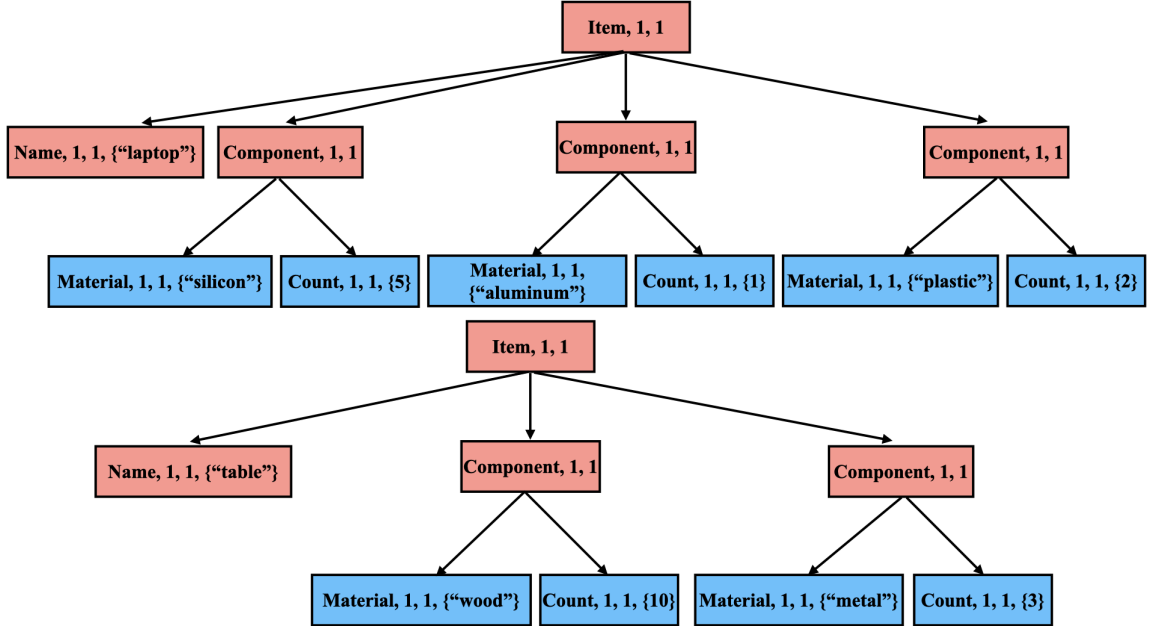 Item, 1, 1
Name, 1, 1, {“laptop”}
Component, 1, 1
Component, 1, 1
Component, 1, 1
Material, 1, 1, {“silicon”}
Count, 1, 1, {5}
Material, 1, 1,
{“aluminum”}
Count, 1, 1, {1}
Material, 1, 1, {“plastic”}
Count, 1, 1, {2}
Item, 1, 1
Name, 1, 1, {“table”}
Component, 1, 1
Component, 1, 1
Material, 1, 1, {“wood”}
Count, 1, 1, {10}
Material, 1, 1, {“metal”}
Count, 1, 1, {3}